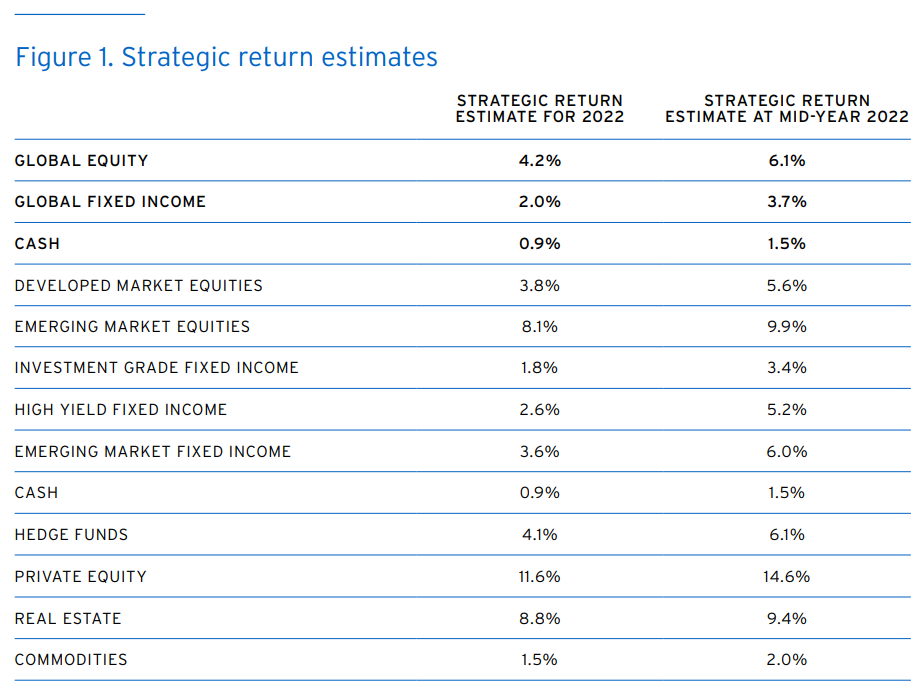 Figure 1. Strategic return estimates
STRATEGIC RETURN ESTIMATE FOR 2022 STRATEGIC RETURN ESTIMATE AT MID-YEAR 2022
GLOBAL EQUITY 4.2% 6.1%
GLOBAL FIXED INCOME 2.0% 3.7%
CASH 0.9% 1.5%
DEVELOPED MARKET EQUITIES 3.8% 5.6%
EMERGING MARKET EQUITIES 8.1% 9.9%
INVESTMENT GRADE FIXED INCOME 1.8% 3.4%
HIGH YIELD FIXED INCOME 2.6% 5.2%
EMERGING MARKET FIXED INCOME 3.6% 6.0%
CASH 0.9% 1.5%
HEDGE FUNDS 4.1% 6.1%
PRIVATE EQUITY 11.6% 14.6%
REAL ESTATE 8.8% 9.4%
COMMODITIES 1.5% 2.0%